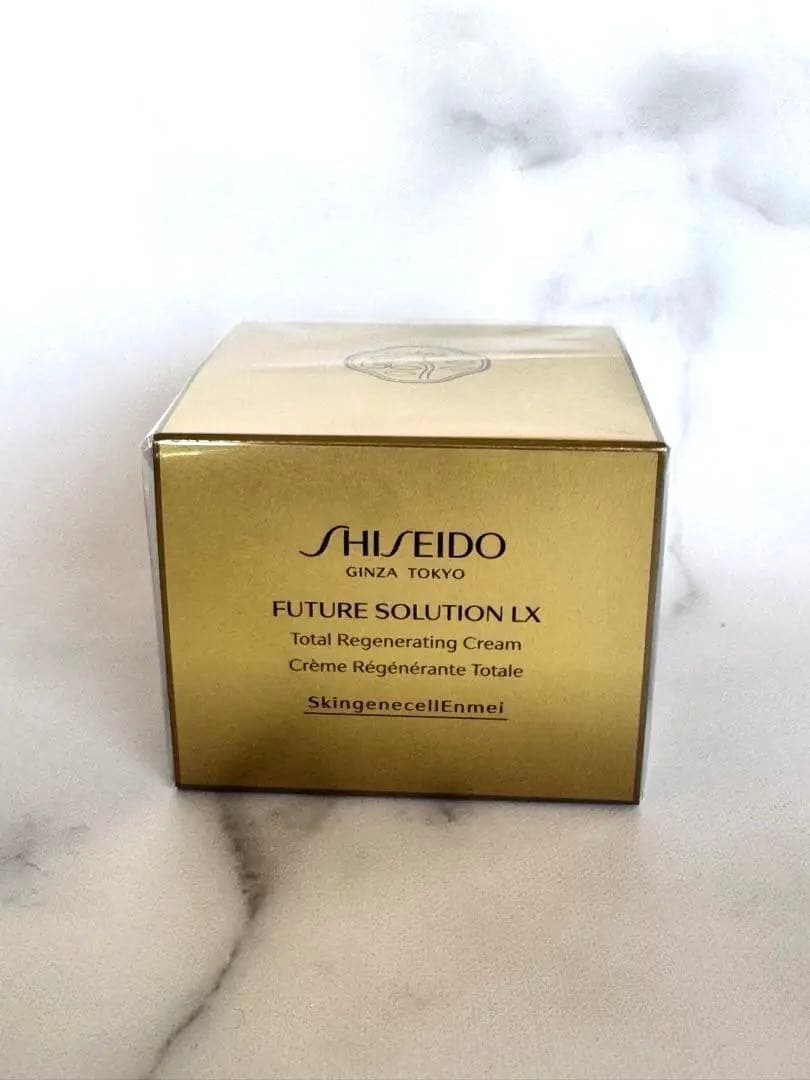 SHISEIDO
GINZA TOKYO
FUTURE SOLUTION LX
Total Regenerating Cream
Crème Régénérante Totale
SkingenecellEnmei